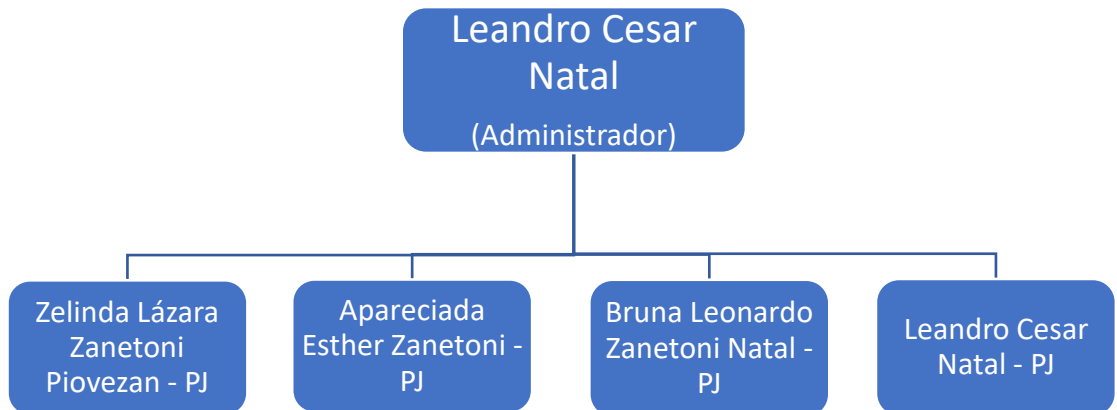 Leandro Cesar
Natal
(Administrador)
Zelinda Lázara
Zanetoni
Piovezan - PJ
Apareciada
Esther Zanetoni -
PJ
Bruna Leonardo
Zanetoni Natal -
PJ
Leandro Cesar
Natal - PJ